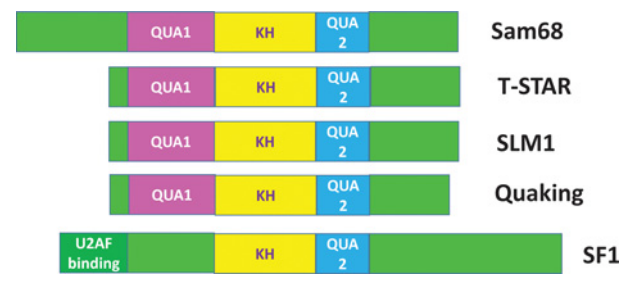 QUA1 KH QUA 2 Sam68
QUA1 KH QUA 2 T-STAR
QUA1 KH QUA 2 SLM1
QUA1 KH QUA 2 Quaking
U2AF binding KH QUA 2 SF1